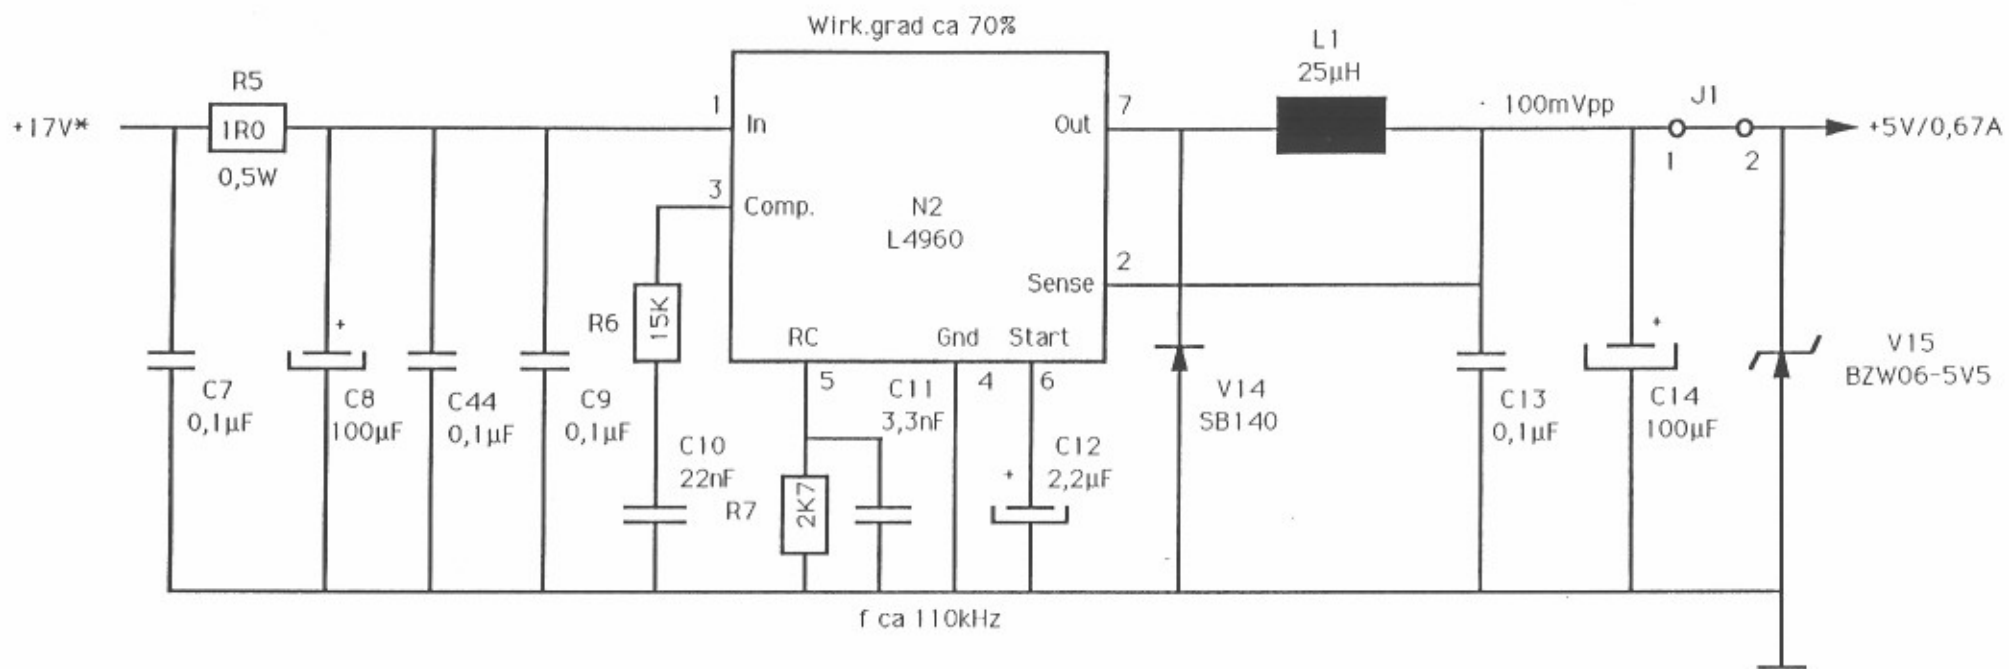 Wirk.grad ca 70%
L1
25µH
R5
+17V*
1R0
0,5W
1
In
Out
7
100mVpp
J1
1
2
+5V/0,67A
3
Comp.
N2
L4960
2
Sense
R6
15K
RC
Gnd
Start
5
4
6
+
C7
0,1µF
C8
100µF
C44
0,1µF
C9
0,1µF
C10
22nF
R7
2K7
C11
3,3nF
+
C12
2,2µF
V14
SB140
C13
0,1µF
+
C14
100µF
V15
BZW06-5V5
f ca 110kHz